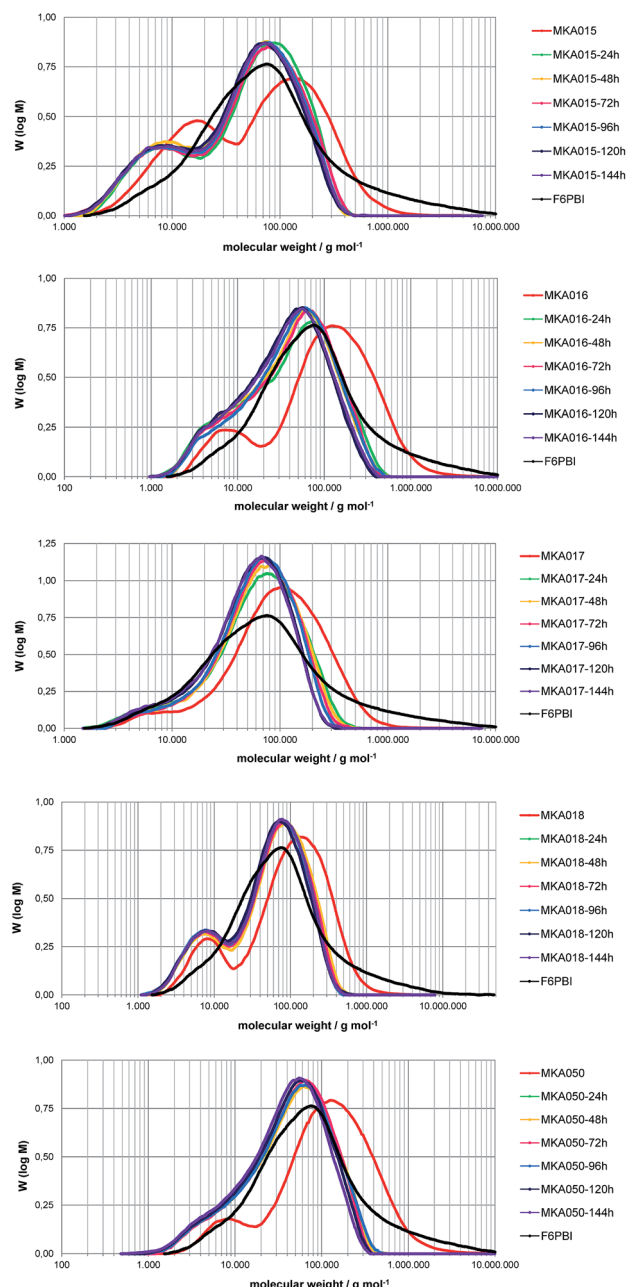 1,00
0,75
0,50
0,25
0,00
W (log M)
1.000 10.000 100.000 1.000.000 10.000.000
molecular weight / g mol-1
MKA015
MKA015-24h
MKA015-48h
MKA015-72h
MKA015-96h
MKA015-120h
MKA015-144h
F6PBI
1,00
0,75
0,50
0,25
0,00
W (log M)
100 1.000 10.000 100.000 1.000.000 10.000.000
molecular weight / g mol-1
MKA016
MKA016-24h
MKA016-48h
MKA016-72h
MKA016-96h
MKA016-120h
MKA016-144h
F6PBI
1,25
1,00
0,75
0,50
0,25
0,00
W (log M)
1.000 10.000 100.000 1.000.000 10.000.000
molecular weight / g mol-1
MKA017
MKA017-24h
MKA017-48h
MKA017-72h
MKA017-96h
MKA017-120h
MKA017-144h
F6PBI
1,00
0,75
0,50
0,25
0,00
W (log M)
100 1.000 10.000 100.000 1.000.000 10.000.000
molecular weight / g mol-1
MKA018
MKA018-24h
MKA018-48h
MKA018-72h
MKA018-96h
MKA018-120h
MKA018-144h
F6PBI
1,00
0,75
0,50
0,25
0,00
W (log M)
100 1.000 10.000 100.000 1.000.000 10.000.000
molecular weight / g mol-1
MKA050
MKA050-24h
MKA050-48h
MKA050-72h
MKA050-96h
MKA050-120h
MKA050-144h
F6PBI